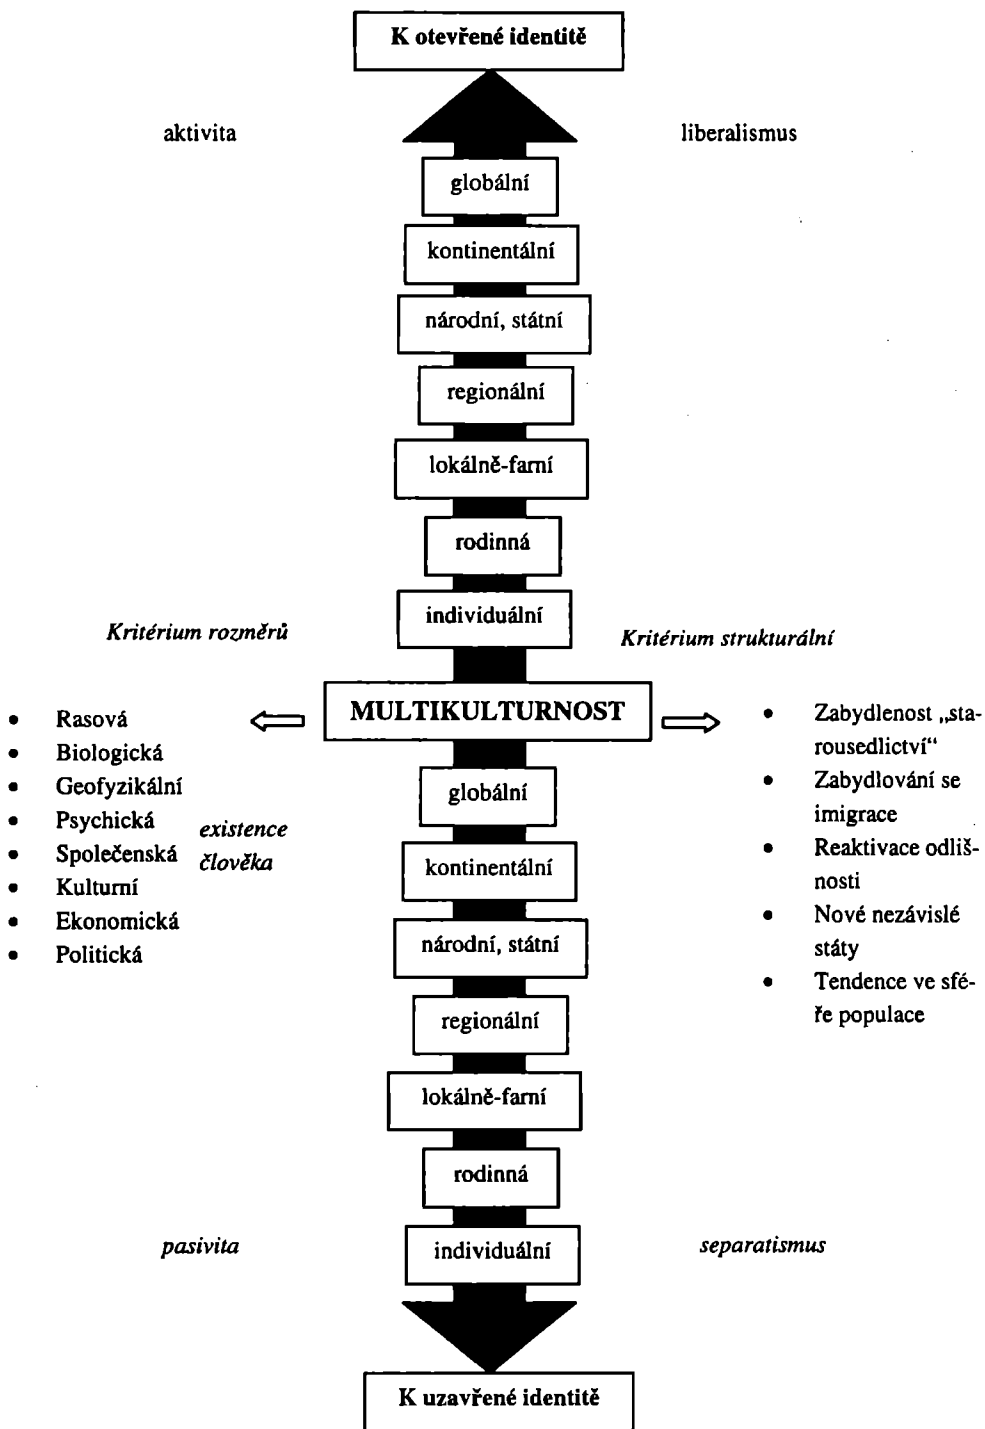 K otevřené identitě
aktivita
liberalismus
globální
kontinentální
národní, státní
regionální
lokálně-farní
rodinná
individuální
Kritérium rozměrů
Kritérium strukturální
MULTIKULTURNOST
• Rasová
• Biologická
• Geofyzikální
• Psychická
• Společenská
• Kulturní
• Ekonomická
• Politická
existence
člověka
• Zabydlenost „sta-
rousedlictví“
• Zabydlování se
imigrace
• Reaktivace odliš-
nosti
• Nové nezávislé
státy
• Tendence ve sfé-
ře populace
globální
kontinentální
národní, státní
regionální
lokálně-farní
rodinná
individuální
pasivita
separatismus
K uzavřené identitě